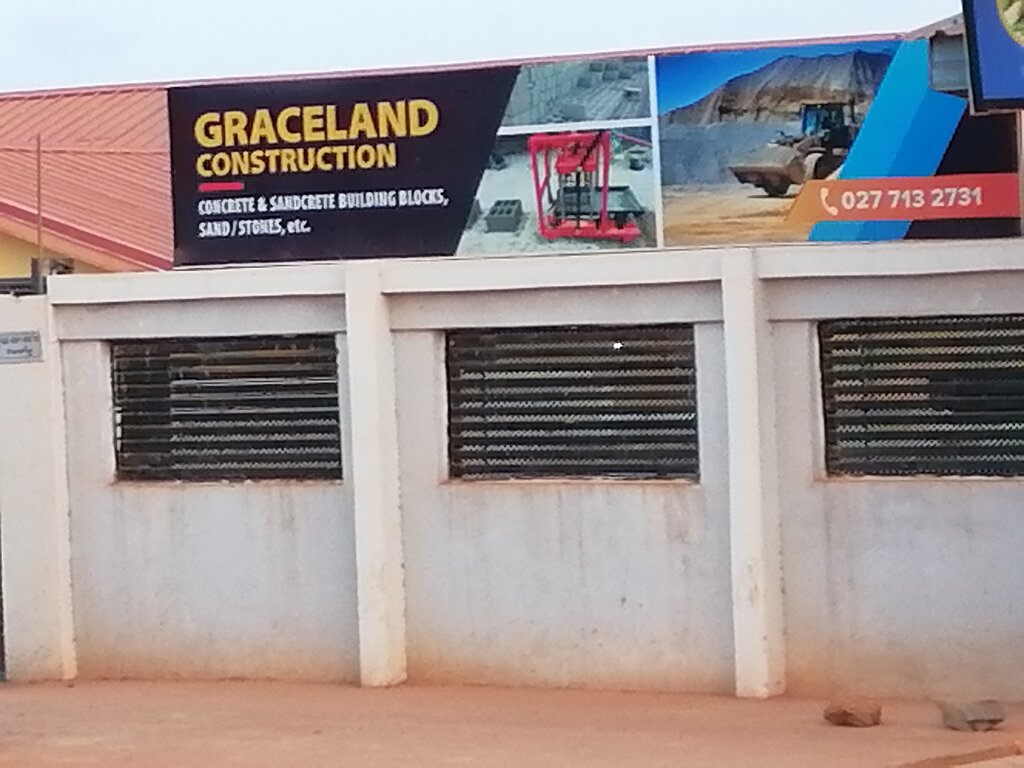 GRACELAND
CONSTRUCTION
CONCRETE & SANDCRETE BUILDING BLOCKS,
SAND / STONES, etc.
027 713 2731